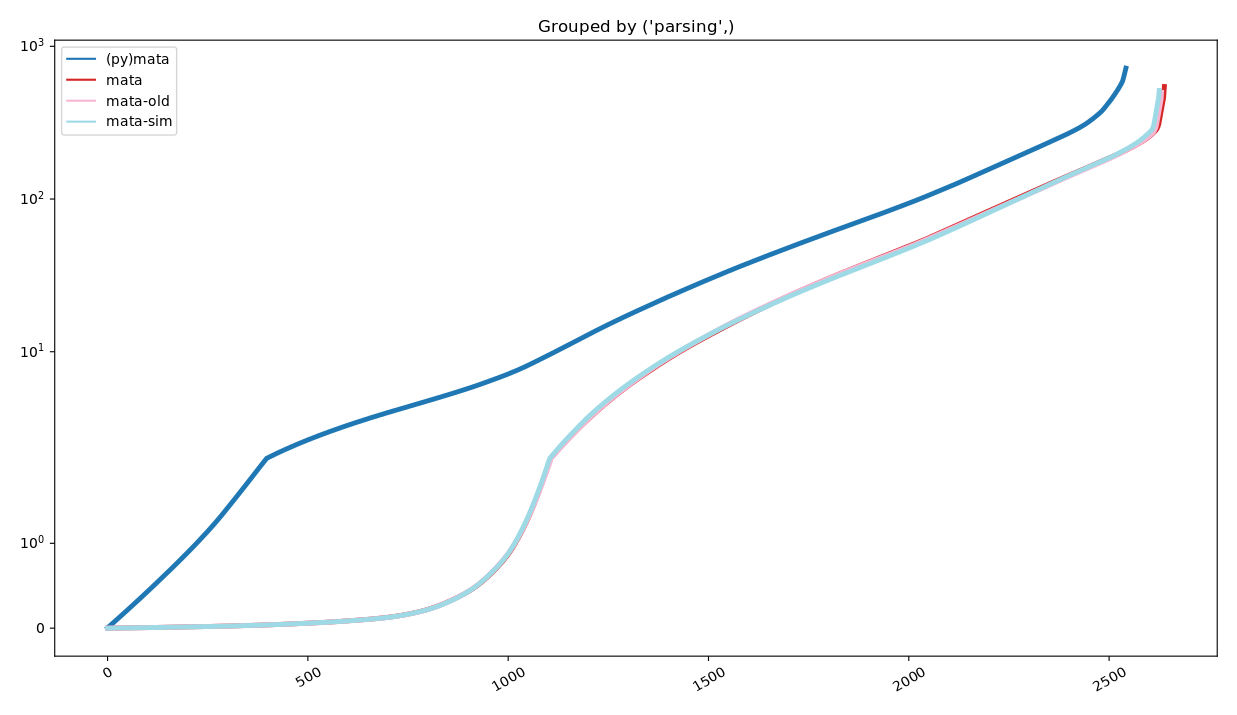 Grouped by ('parsing',)
(py)mata
mata
mata-old
mata-sim
10³
10²
10¹
10⁰
0
0
500
1000
1500
2000
2500